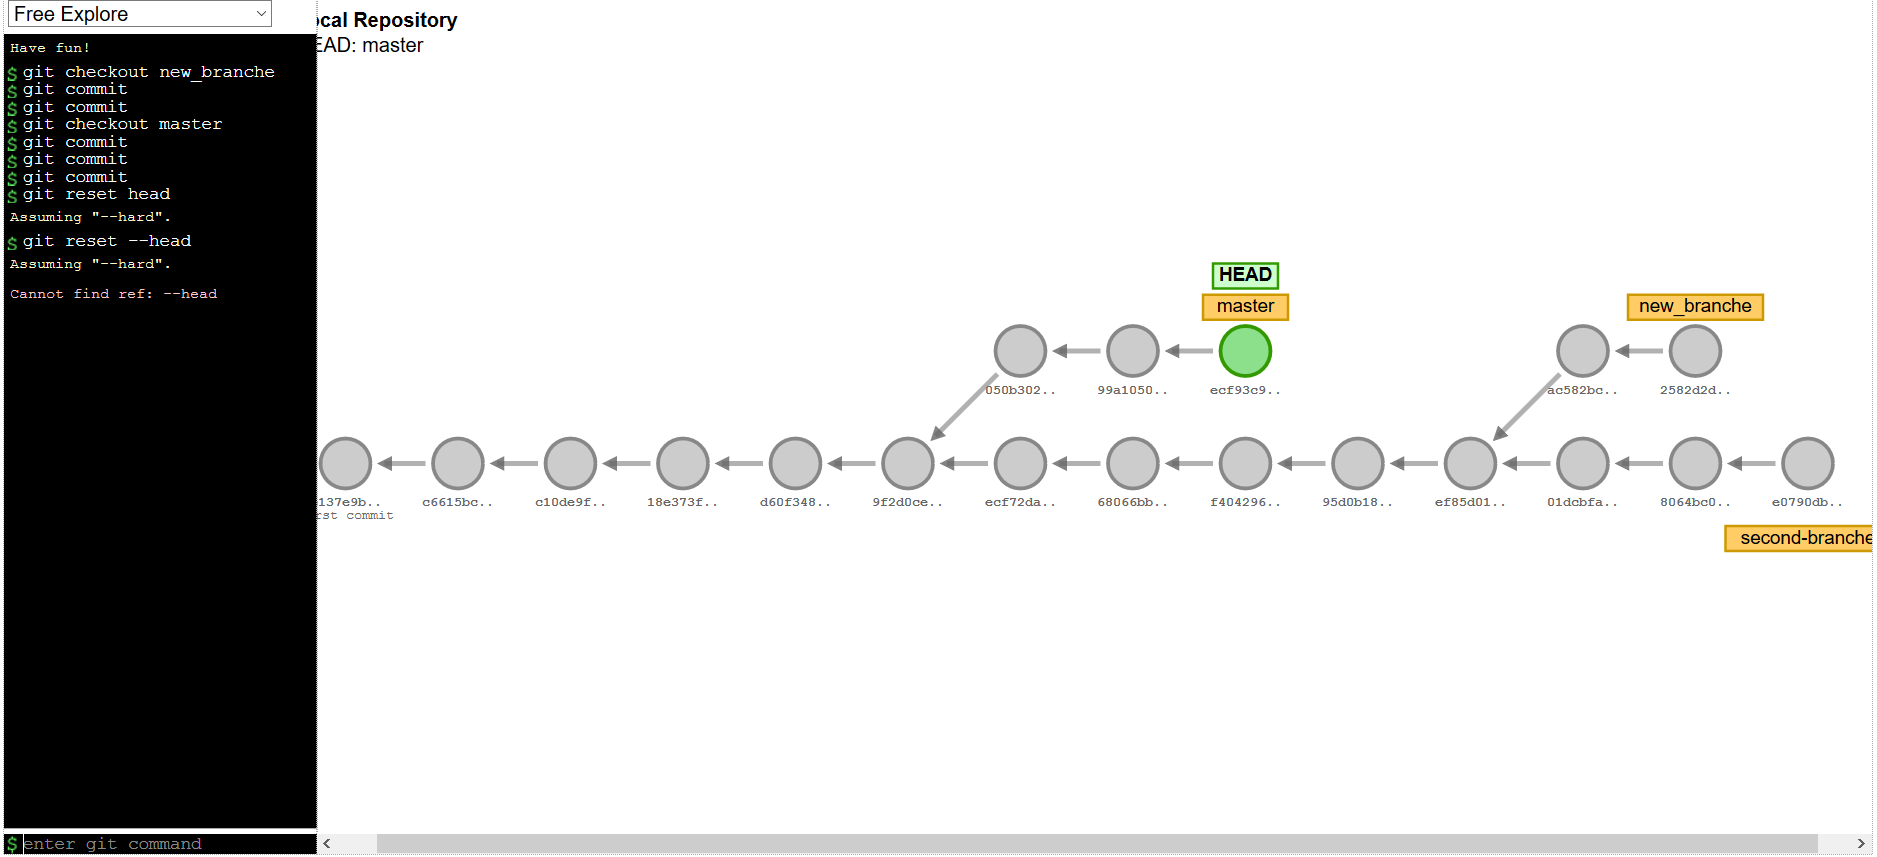 Free Explore
Have fun!
$ git checkout new_branche
$ git commit
$ git commit
$ git checkout master
$ git commit
$ git commit
$ git commit
$ git reset head
Assuming "--hard".
$ git reset --head
Assuming "--hard".
Cannot find ref: --head
$ enter git command
ocal Repository
EAD: master
HEAD
master
new_branche
050b302..
99a1050..
ecf93c9..
ac582bc..
2582d2d..
137e9b..
c6615bc..
c10de9f..
18e373f..
d60f348..
9f2d0ce..
ecf72da..
68066bb..
f404296..
95d0b18..
ef85d01..
01dcbfa..
8064bc0..
e0790db..
rst commit
second-branche